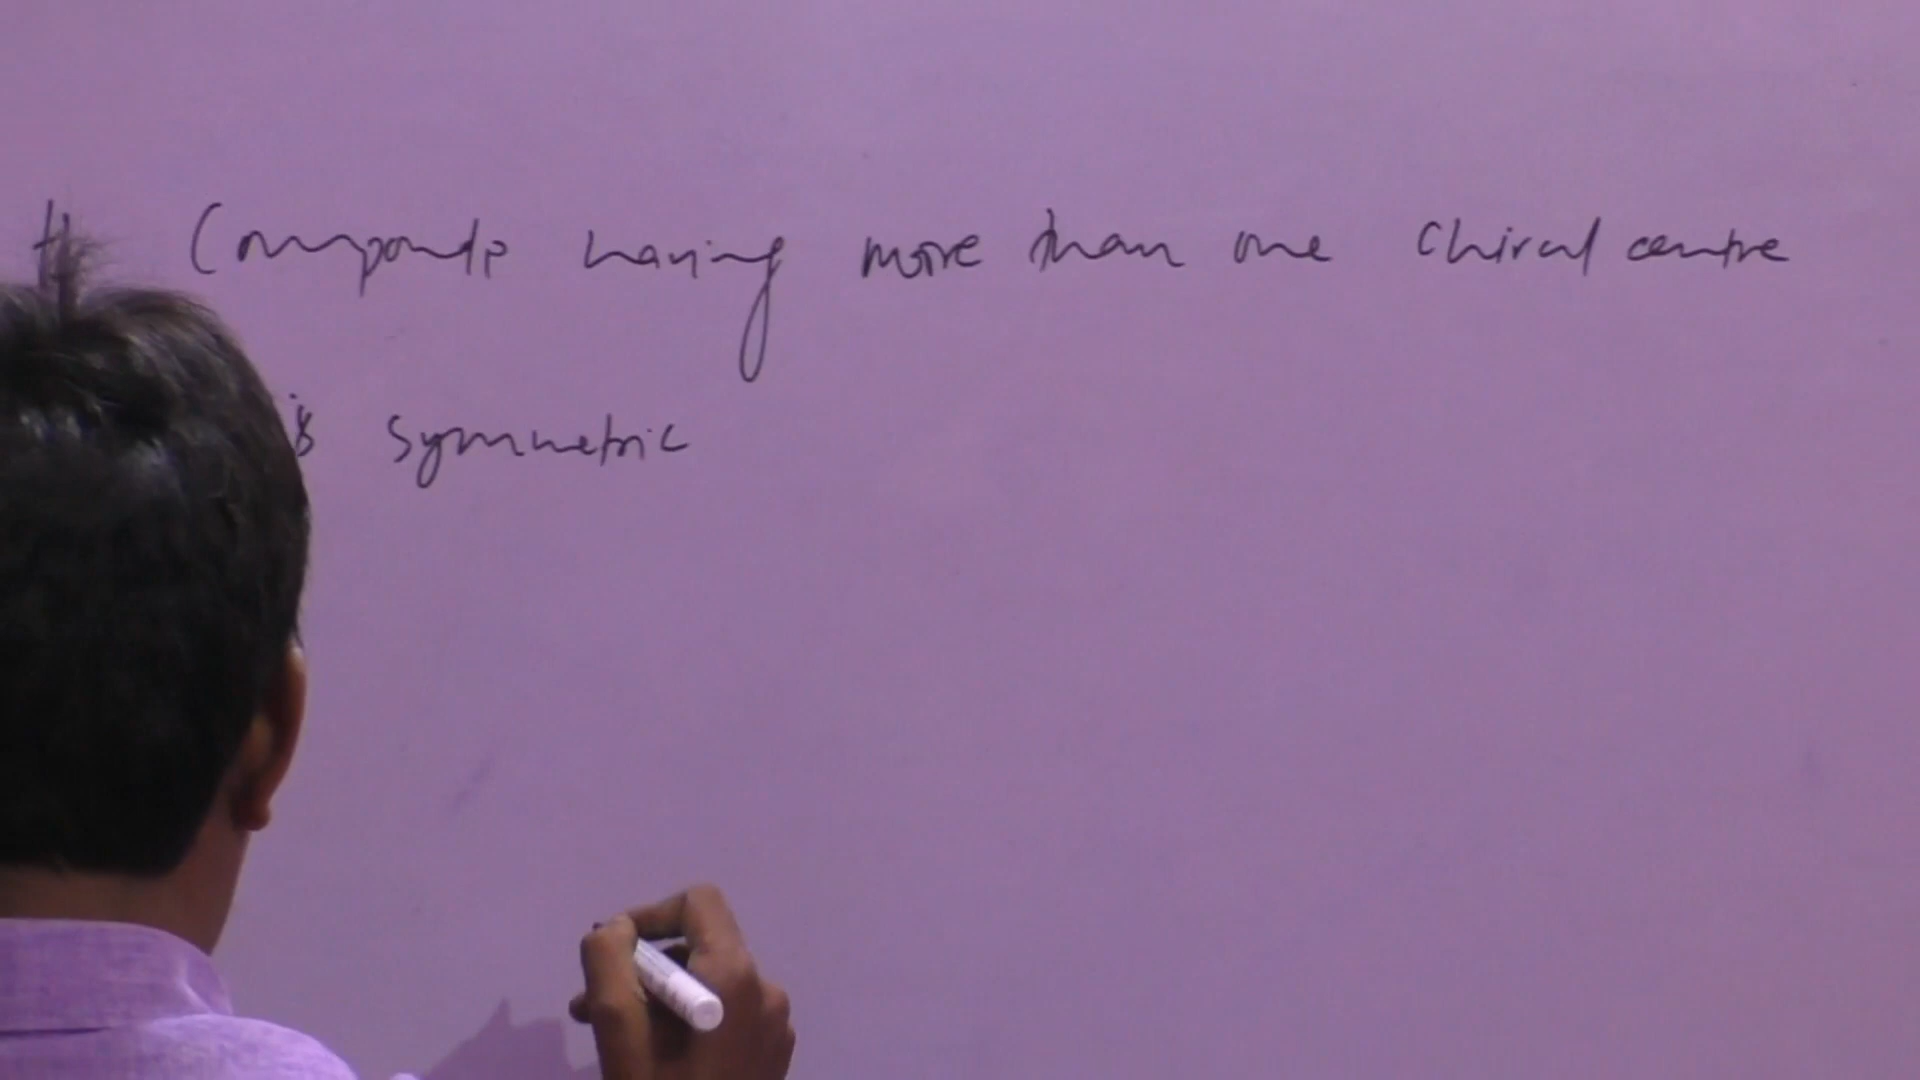 # Compounds having more than one chiral centre
is symmetric